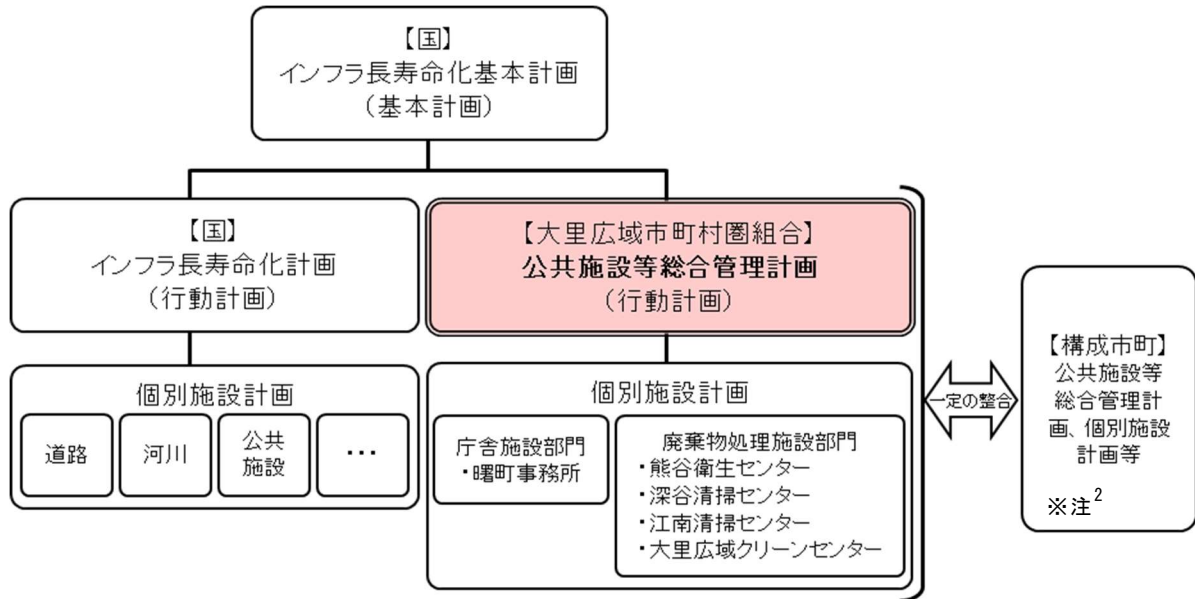 【国】
インフラ長寿命化基本計画
（基本計画）
【国】
インフラ長寿命化計画
（行動計画）
【大里広域市町村圏組合】
公共施設等総合管理計画
（行動計画）
個別施設計画
道路
河川
公共
施設
…
個別施設計画
庁舎施設部門
・曙町事務所
廃棄物処理施設部門
・熊谷衛生センター
・深谷清掃センター
・江南清掃センター
・大里広域クリーンセンター
一定の整合
【構成市町】
公共施設等
総合管理計
画、個別施設
計画等
※注2